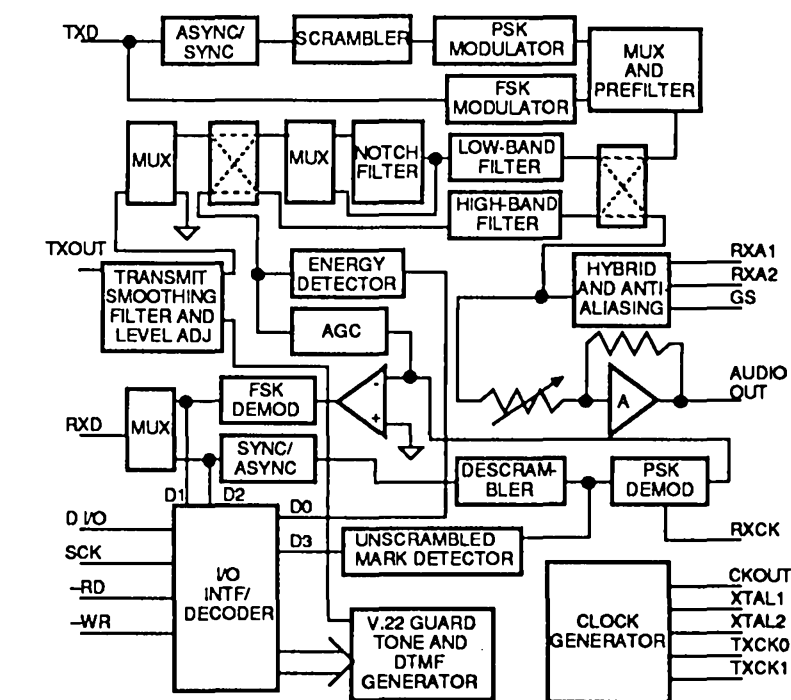 TXD
ASYNC/
SYNC
SCRAMBLER
PSK
MODULATOR
MUX
AND
PREFILTER
FSK
MODULATOR
MUX
MUX
NOTCH
FILTER
LOW-BAND
FILTER
HIGH-BAND
FILTER
TXOUT
TRANSMIT
SMOOTHING
FILTER AND
LEVEL ADJ
ENERGY
DETECTOR
AGC
HYBRID
AND ANTI
ALIASING
RXA1
RXA2
GS
AUDIO
OUT
A
-
+
FSK
DEMOD
MUX
RXD
SYNC/
ASYNC
DESCRAM-
BLER
PSK
DEMOD
RXCK
D1
D2
D0
D3
D I/O
SCK
-RD
-WR
I/O
INTF/
DECODER
UNSCRAMBLED
MARK DETECTOR
V.22 GUARD
TONE AND
DTMF
GENERATOR
CLOCK
GENERATOR
CKOUT
XTAL1
XTAL2
TXCK0
TXCK1